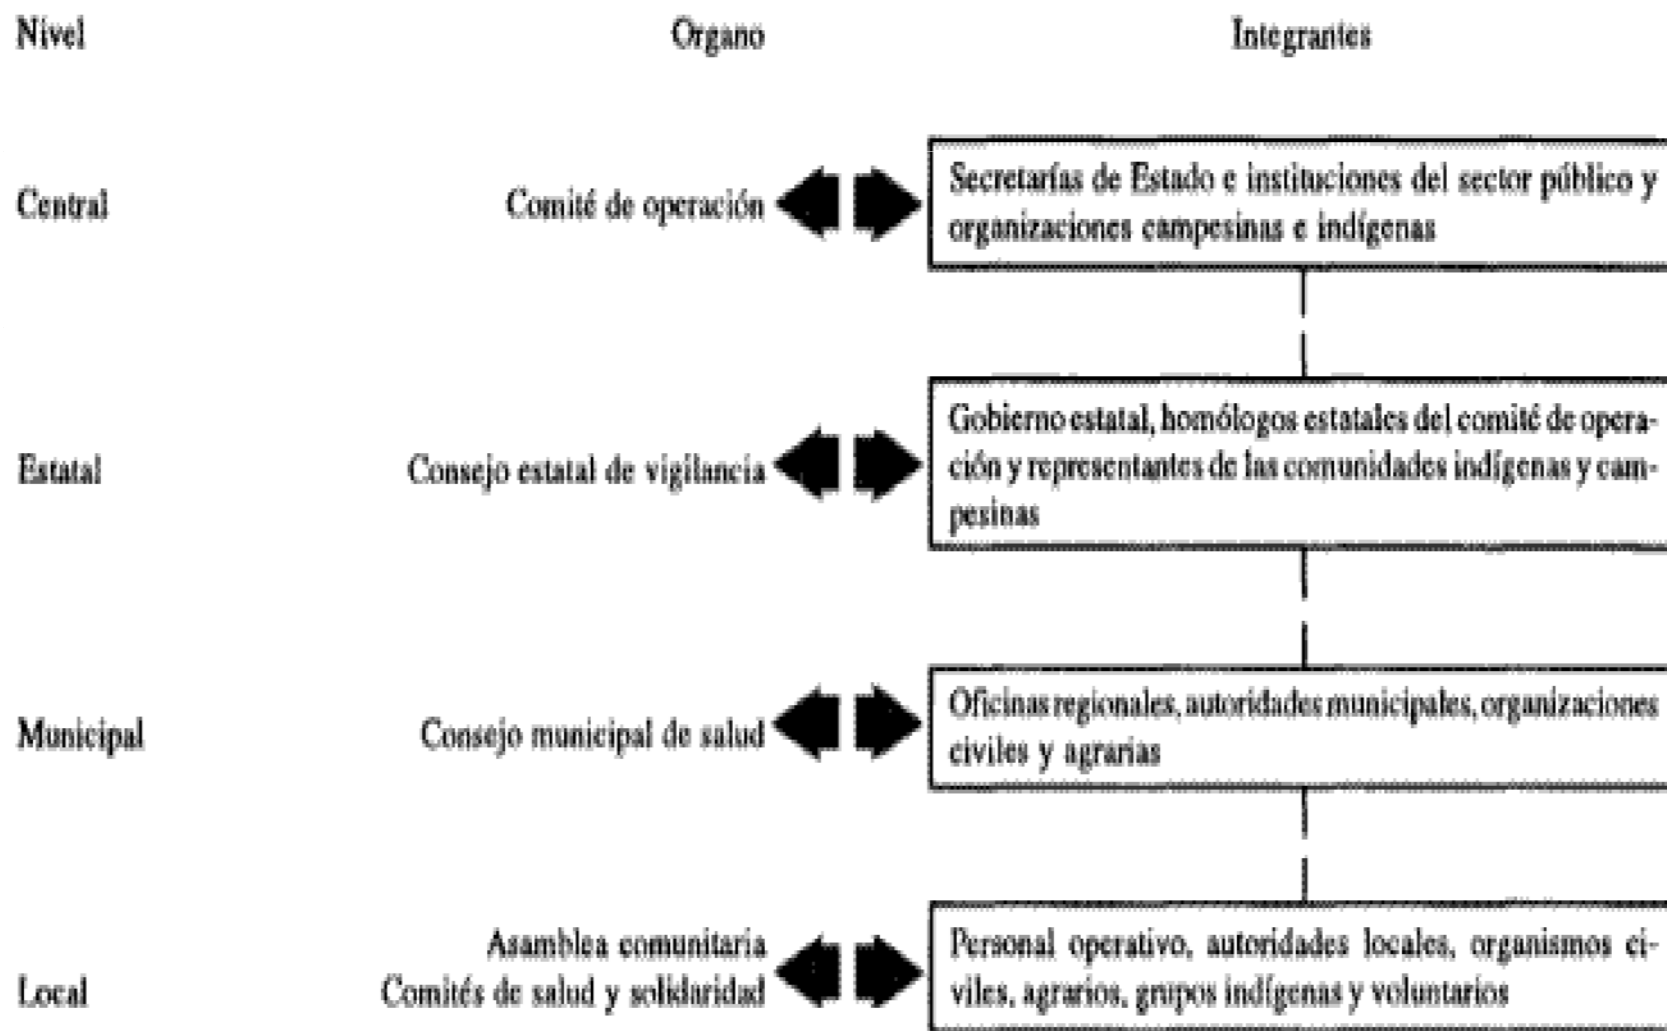 Nivel Organo Integrantes
Central
Comité de operación
Secretarías de Estado e instituciones del sector público y
organizaciones campesinas e indígenas
Estatal
Consejo estatal de vigilancia
Gobierno estatal, homólogos estatales del comité de opera-
ción y representantes de las comunidades indígenas y cam-
pesinas
Municipal
Consejo municipal de salud
Oficinas regionales, autoridades municipales, organizaciones
civiles y agrarias
Local
Asamblea comunitaria
Comités de salud y solidaridad
Personal operativo, autoridades locales, organismos ci-
viles, agrarios, grupos indígenas y voluntarios